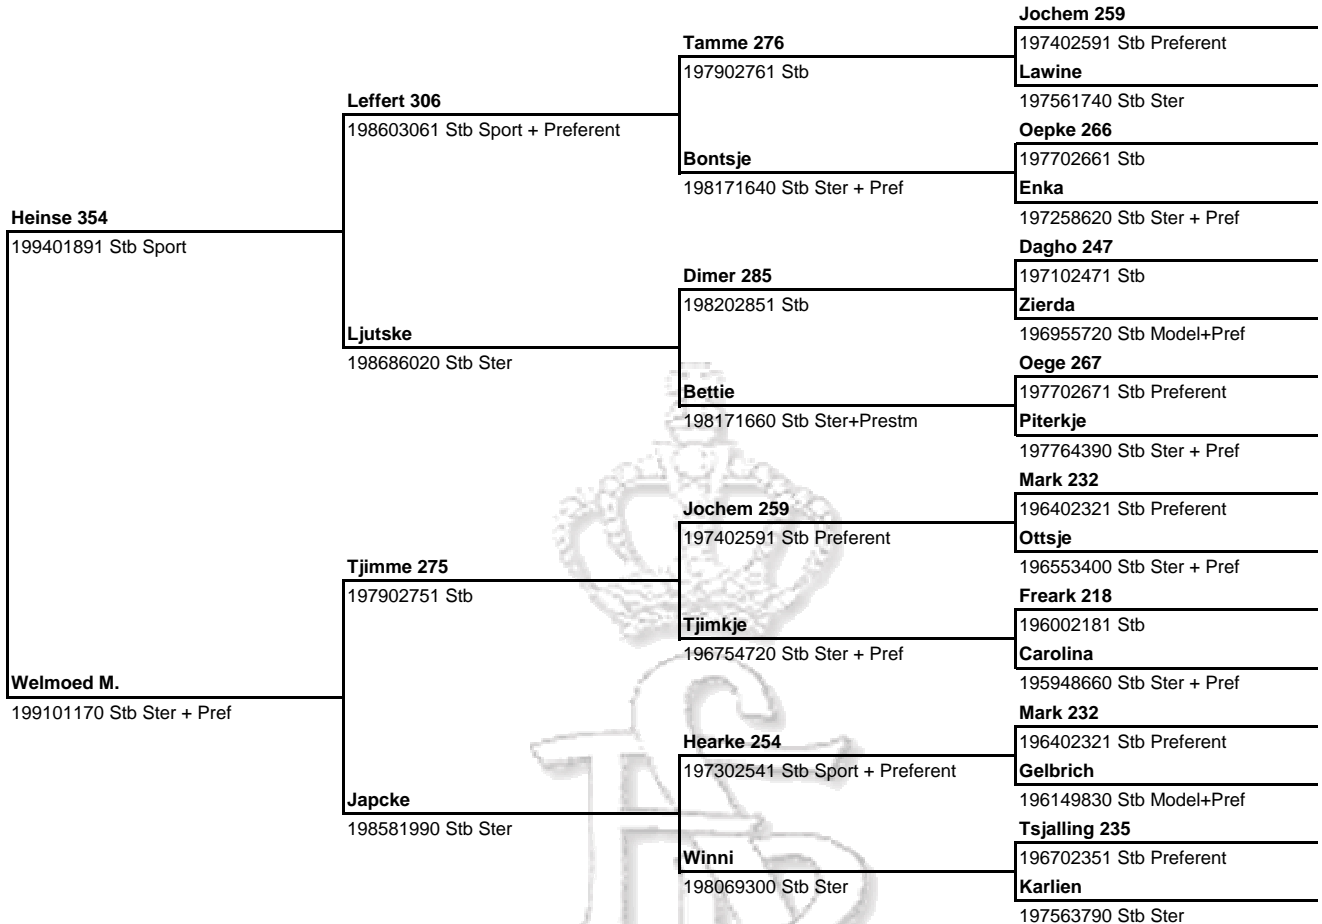 Jochem 259
Tamme 276
197402591 Stb Preferent
197902761 Stb
Lawine
Leffert 306
197561740 Stb Ster
198603061 Stb Sport + Preferent
Oepke 266
Bontsje
197702661 Stb
198171640 Stb Ster + Pref
Enka
Heinse 354
197258620 Stb Ster + Pref
199401891 Stb Sport
Dagho 247
Dimer 285
197102471 Stb
198202851 Stb
Zierda
Ljutske
196955720 Stb Model+Pref
198686020 Stb Ster
Oege 267
Bettie
197702671 Stb Preferent
198171660 Stb Ster+Prestm
Piterkje
197764390 Stb Ster + Pref
Mark 232
Jochem 259
196402321 Stb Preferent
197402591 Stb Preferent
Ottsje
Tjimme 275
196553400 Stb Ster + Pref
197902751 Stb
Freark 218
Tjimkje
196002181 Stb
196754720 Stb Ster + Pref
Carolina
Welmoed M.
195948660 Stb Ster + Pref
199101170 Stb Ster + Pref
Mark 232
Hearke 254
196402321 Stb Preferent
197302541 Stb Sport + Preferent
Gelbrich
Japcke
196149830 Stb Model+Pref
198581990 Stb Ster
Tsjalling 235
Winni
196702351 Stb Preferent
198069300 Stb Ster
Karlien
197563790 Stb Ster